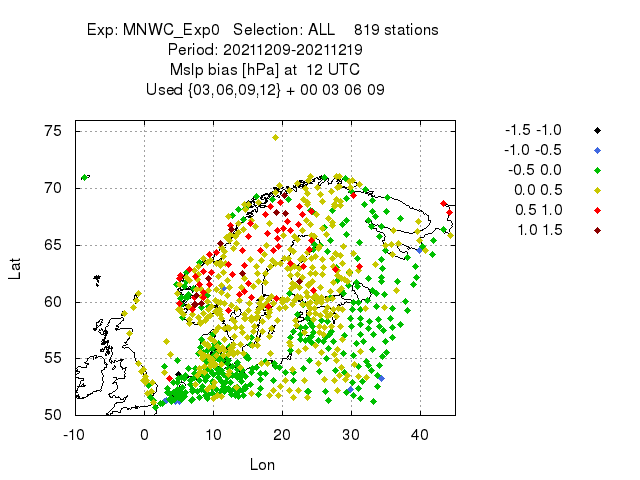 Exp: MNWC_Exp0 Selection: ALL 819 stations
Period: 20211209-20211219
Mslp bias [hPa] at 12 UTC
Used {03,06,09,12} + 00 03 06 09
-1.5 -1.0
-1.0 -0.5
-0.5 0.0
0.0 0.5
0.5 1.0
1.0 1.5
75
70
65
60
55
50
Lat
-10 0 10 20 30 40
Lon